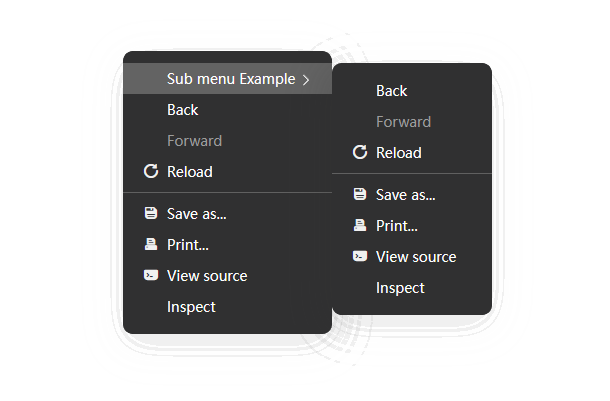 Sub menu Example
Back
Forward
Reload
Save as...
Print...
View source
Inspect
Back
Forward
Reload
Save as...
Print...
View source
Inspect